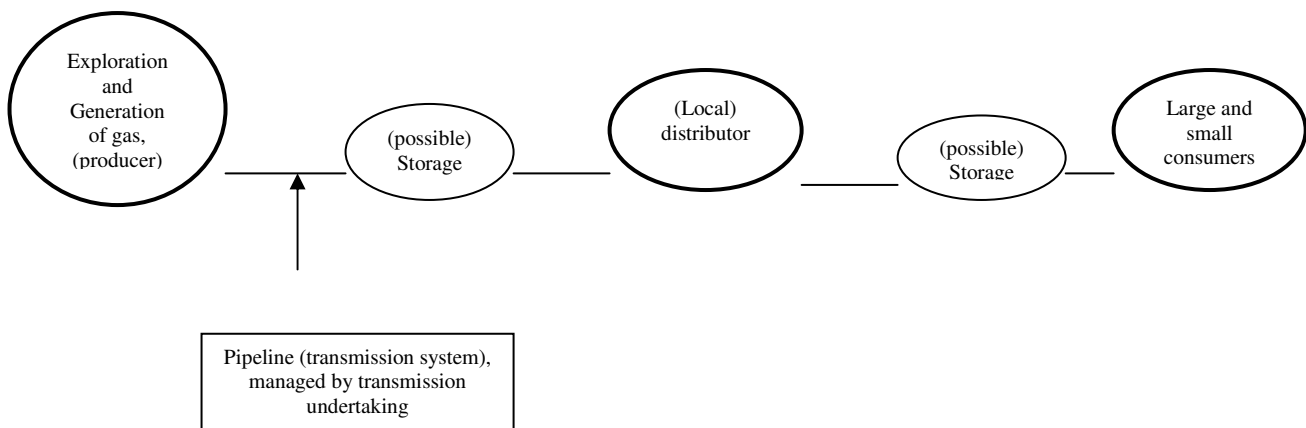 Exploration
and
Generation
of gas,
(producer)
(possible)
Storage
(Local)
distributor
(possible)
Storage
Large and
small
consumers
Pipeline (transmission system),
managed by transmission
undertaking